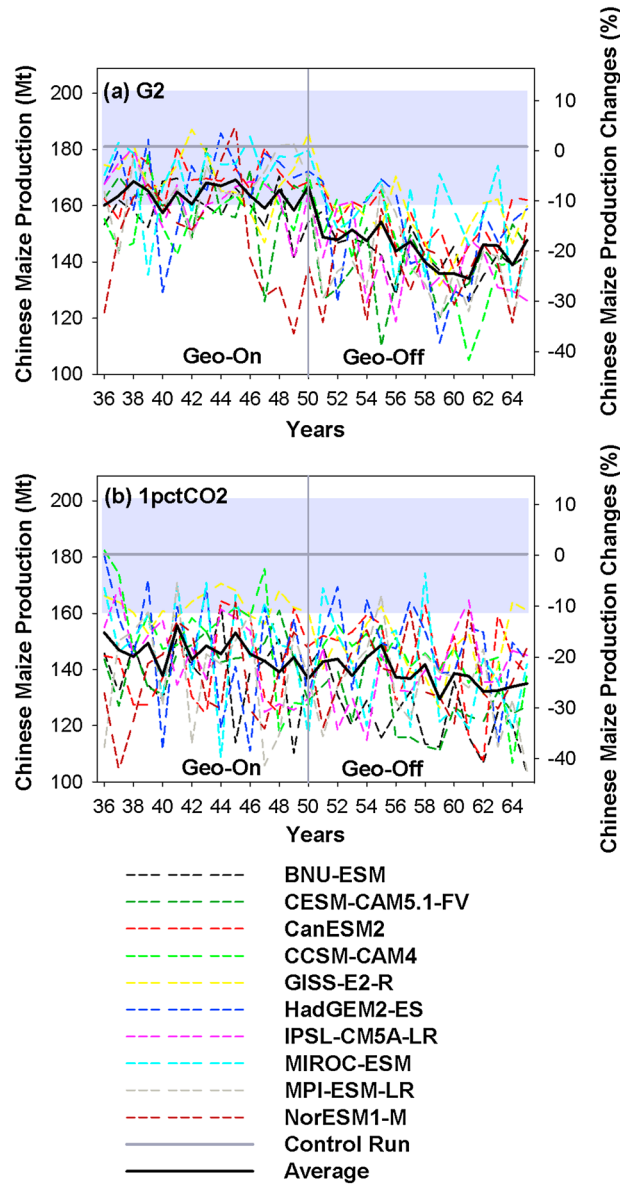 (a) G2
Chinese Maize Production (Mt)
200
180
160
140
120
100
Chinese Maize Production Changes (%)
10
0
-10
-20
-30
-40
Geo-On
Geo-Off
36 38 40 42 44 46 48 50 52 54 56 58 60 62 64
Years
(b) 1pctCO2
Chinese Maize Production (Mt)
200
180
160
140
120
100
Chinese Maize Production Changes (%)
10
0
-10
-20
-30
-40
Geo-On
Geo-Off
36 38 40 42 44 46 48 50 52 54 56 58 60 62 64
Years
BNU-ESM
CESM-CAM5.1-FV
CanESM2
CCSM-CAM4
GISS-E2-R
HadGEM2-ES
IPSL-CM5A-LR
MIROC-ESM
MPI-ESM-LR
NorESM1-M
Control Run
Average